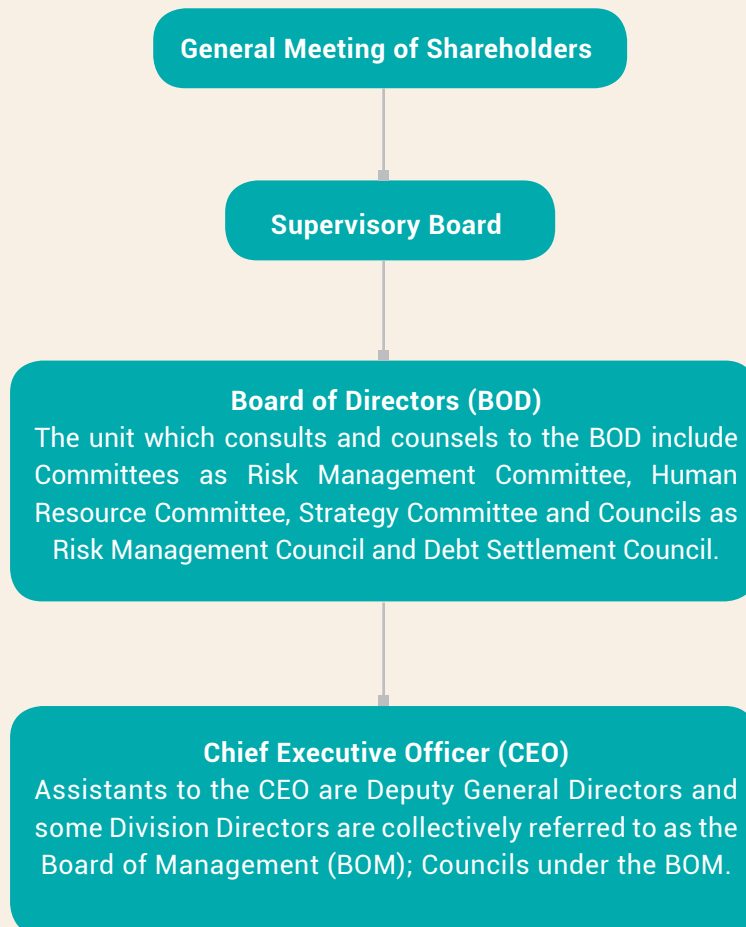 General Meeting of Shareholders
Supervisory Board
Board of Directors (BOD)
The unit which consults and counsels to the BOD include
Committees as Risk Management Committee, Human
Resource Committee, Strategy Committee and Councils as
Risk Management Council and Debt Settlement Council.
Chief Executive Officer (CEO)
Assistants to the CEO are Deputy General Directors and
some Division Directors are collectively referred to as the
Board of Management (BOM); Councils under the BOM.